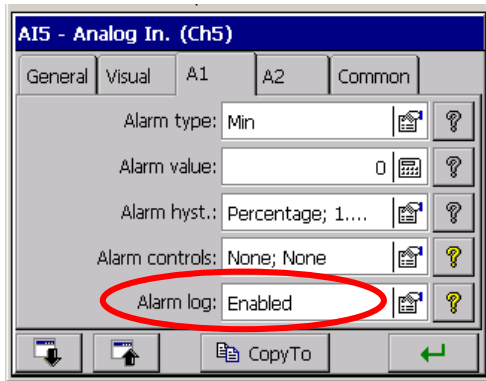 AI5 - Analog In. (Ch5)
General Visual A1 A2 Common
Alarm type: Min ?
Alarm value: 0 ?
Alarm hyst.: Percentage; 1.... ?
Alarm controls: None; None ?
Alarm log: Enabled ?
CopyTo